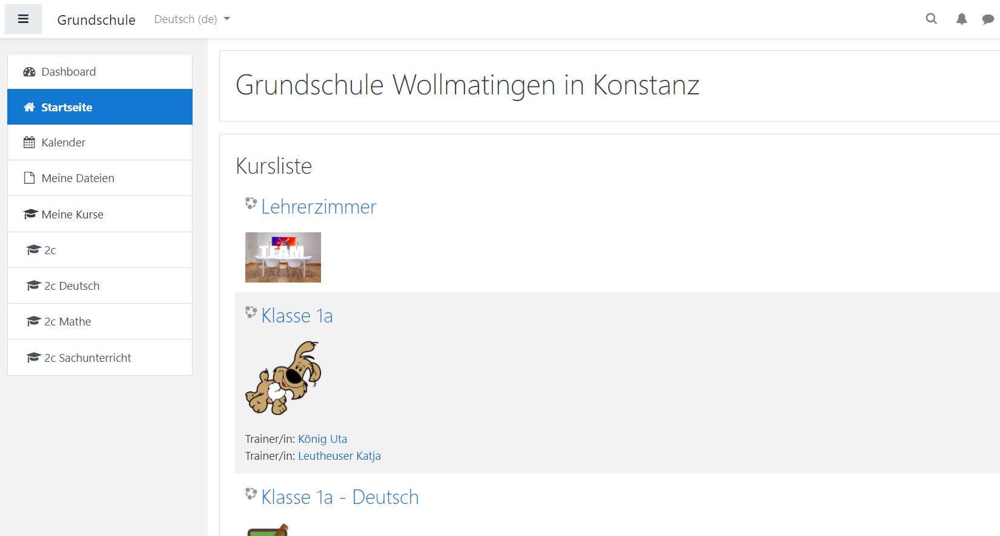 Grundschule Deutsch (de)
Dashboard
Startseite
Kalender
Meine Dateien
Meine Kurse
2c
2c Deutsch
2c Mathe
2c Sachunterricht
Grundschule Wollmatingen in Konstanz
Kursliste
Lehrerzimmer
TEAM
Klasse 1a
Trainer/in: König Uta
Trainer/in: Leutheuser Katja
Klasse 1a - Deutsch